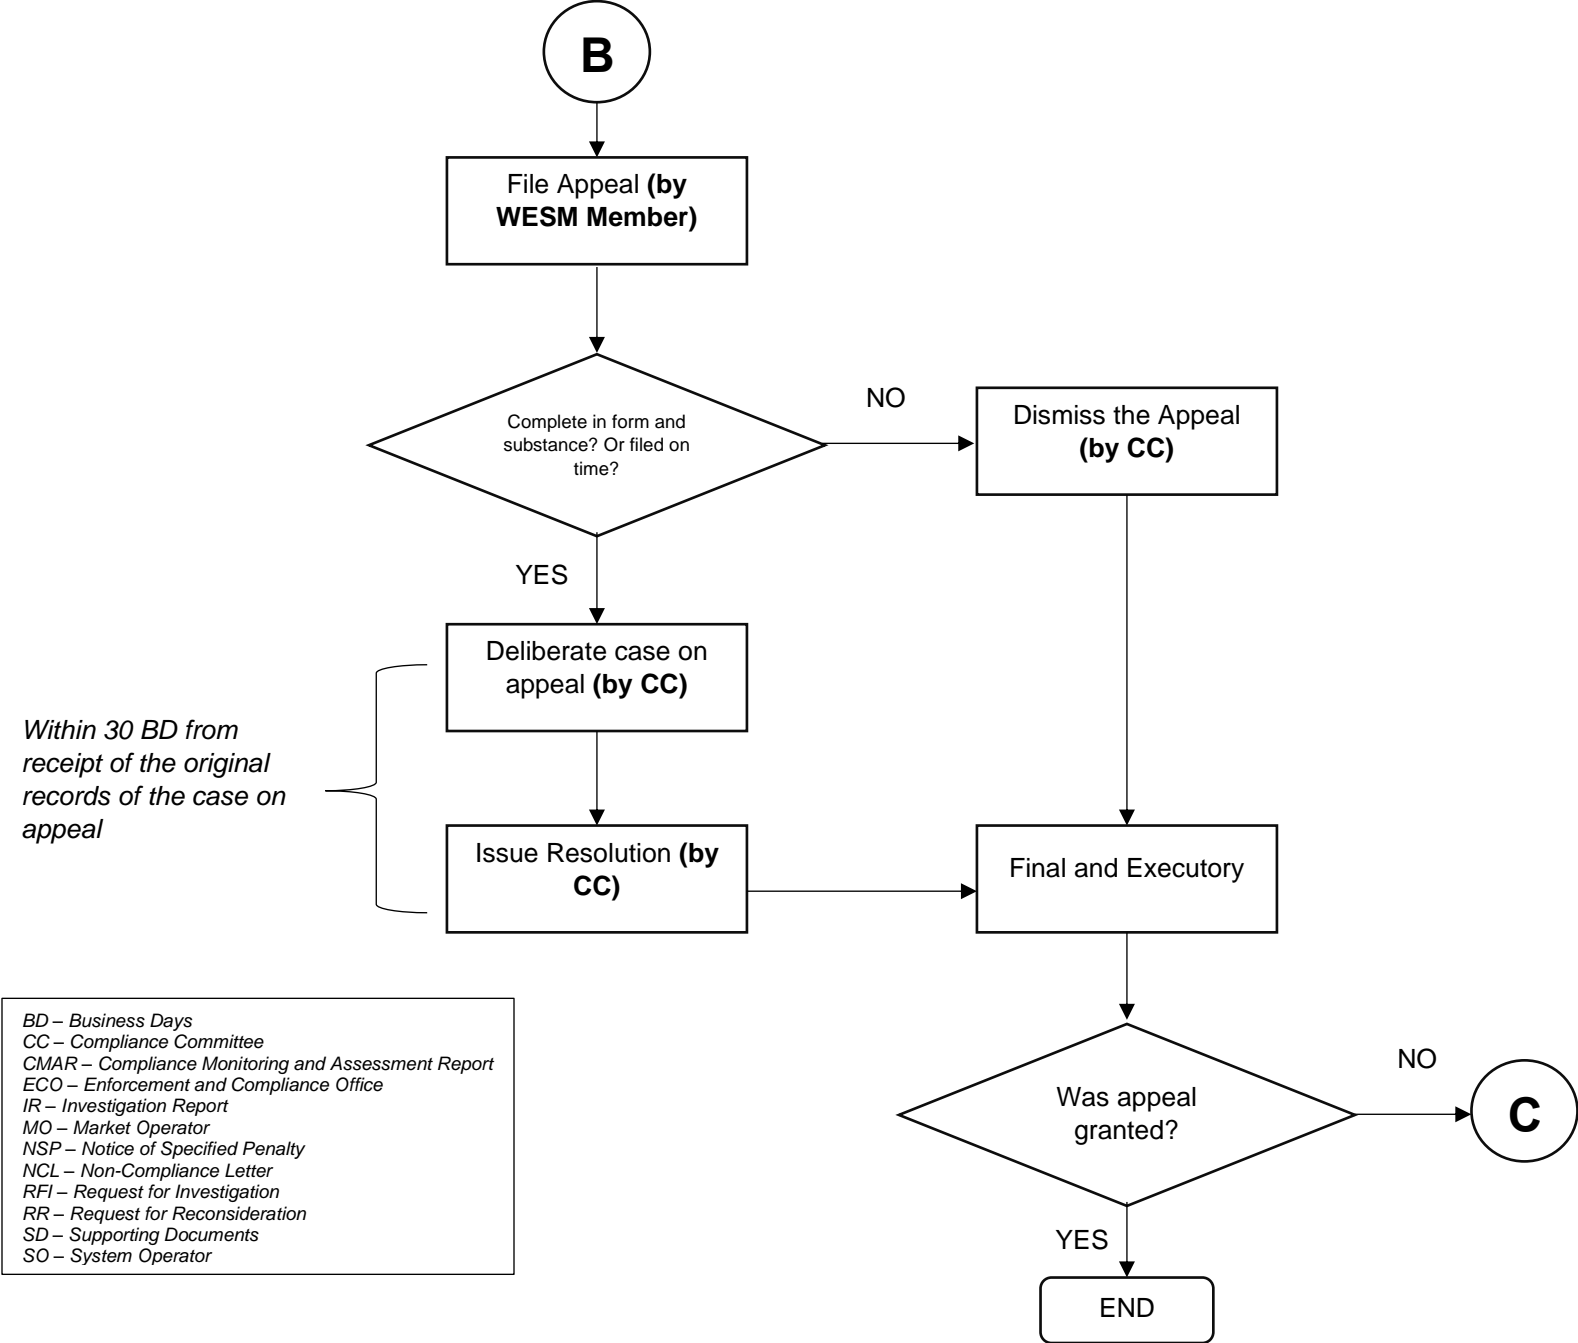 B
File Appeal (by
WESM Member)
Complete in form and
substance? Or filed on
time?
NO
Dismiss the Appeal
(by CC)
YES
Deliberate case on
appeal (by CC)
Within 30 BD from
receipt of the original
records of the case on
appeal
Issue Resolution (by
CC)
Final and Executory
BD – Business Days
CC – Compliance Committee
CMAR – Compliance Monitoring and Assessment Report
ECO – Enforcement and Compliance Office
IR – Investigation Report
MO – Market Operator
NSP – Notice of Specified Penalty
NCL – Non-Compliance Letter
RFI – Request for Investigation
RR – Request for Reconsideration
SD – Supporting Documents
SO – System Operator
Was appeal
granted?
NO
C
YES
END